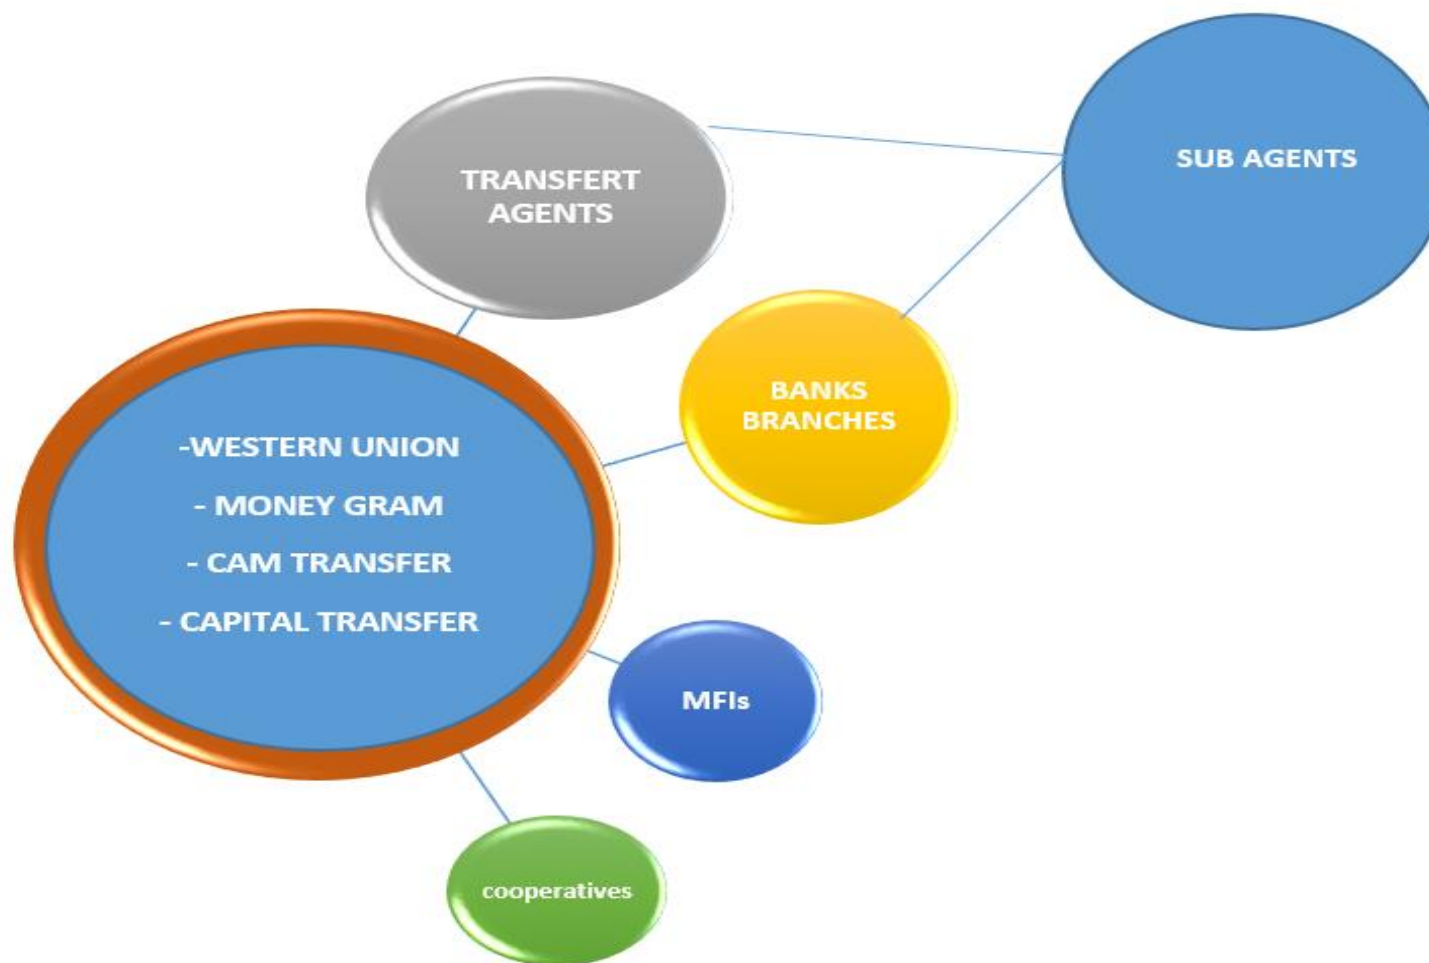 TRANSFERT
AGENTS
SUB AGENTS
BANKS
BRANCHES
-WESTERN UNION
- MONEY GRAM
- CAM TRANSFER
- CAPITAL TRANSFER
MFIs
cooperatives